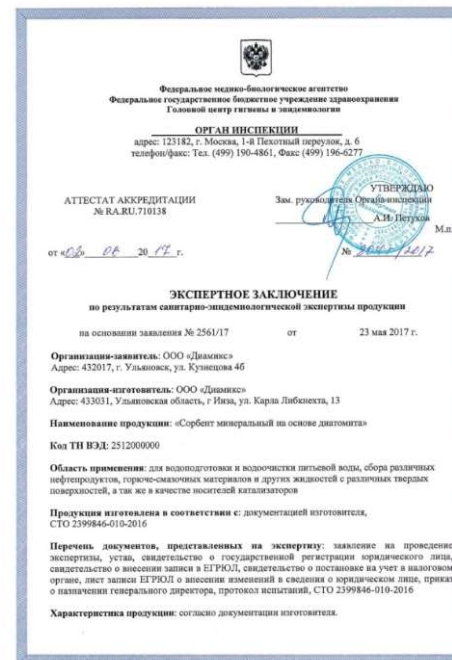 Федеральное медико-биологическое агентство
Федеральное государственное бюджетное учреждение здравоохранения
Головной центр гигиены и эпидемиологии
ОРГАН ИНСПЕКЦИИ
адрес: 123182, г. Москва, 1-й Пехотный переулок, д. 6
телефон/факс: Тел. (499) 190-4861, Факс (499) 196-6277
УТВЕРЖДАЮ
АТТЕСТАТ АККРЕДИТАЦИИ
Зам. руководителя Органа инспекции
№ RA.RU.710138
А.И. Петухов
М.п.
от «02» 06 2017 г.
№ /2017
ЭКСПЕРТНОЕ ЗАКЛЮЧЕНИЕ
по результатам санитарно-эпидемиологической экспертизы продукции
на основании заявления № 2561/17 от 23 мая 2017 г.
Организация-заявитель: ООО «Диамикс»
Адрес: 432017, г. Ульяновск, ул. Кузнецова 4б
Организация-изготовитель: ООО «Диамикс»
Адрес: 433031, Ульяновская область, г Инза, ул. Карла Либкнехта, 13
Наименование продукции: «Сорбент минеральный на основе диатомита»
Код ТН ВЭД: 2512000000
Область применения: для водоподготовки и водоочистки питьевой воды, сбора различных
нефтепродуктов, горюче-смазочных материалов и других жидкостей с различных твердых
поверхностей, а так же в качестве носителей катализаторов
Продукция изготовлена в соответствии с: документацией изготовителя,
СТО 2399846-010-2016
Перечень документов, представленных на экспертизу: заявление на проведение
экспертизы, устав, свидетельство о государственной регистрации юридического лица,
свидетельство о внесении записи в ЕГРЮЛ, свидетельство о постановке на учет в налоговом
органе, лист записи ЕГРЮЛ о внесении изменений в сведения о юридическом лице, приказ
о назначении генерального директора, протокол испытаний, СТО 2399846-010-2016
Характеристика продукции: согласно документации изготовителя.